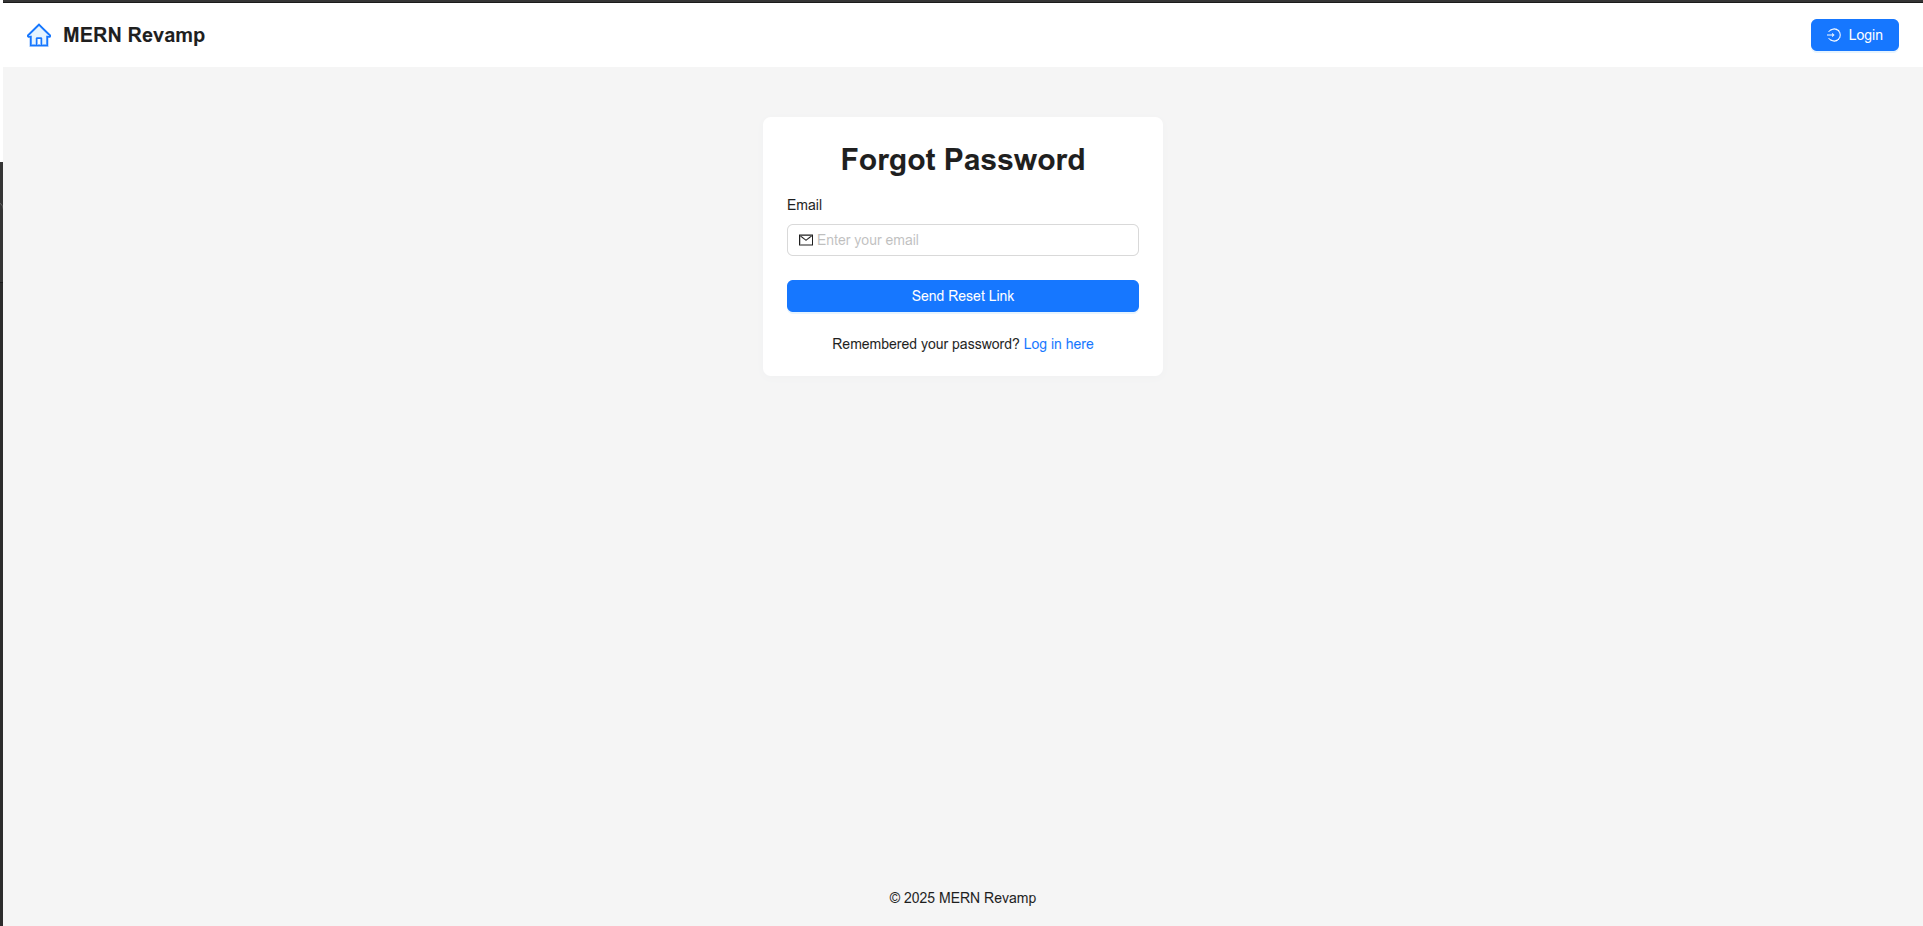 MERN Revamp
Login
Forgot Password
Email
Enter your email
Send Reset Link
Remembered your password? Log in here
© 2025 MERN Revamp